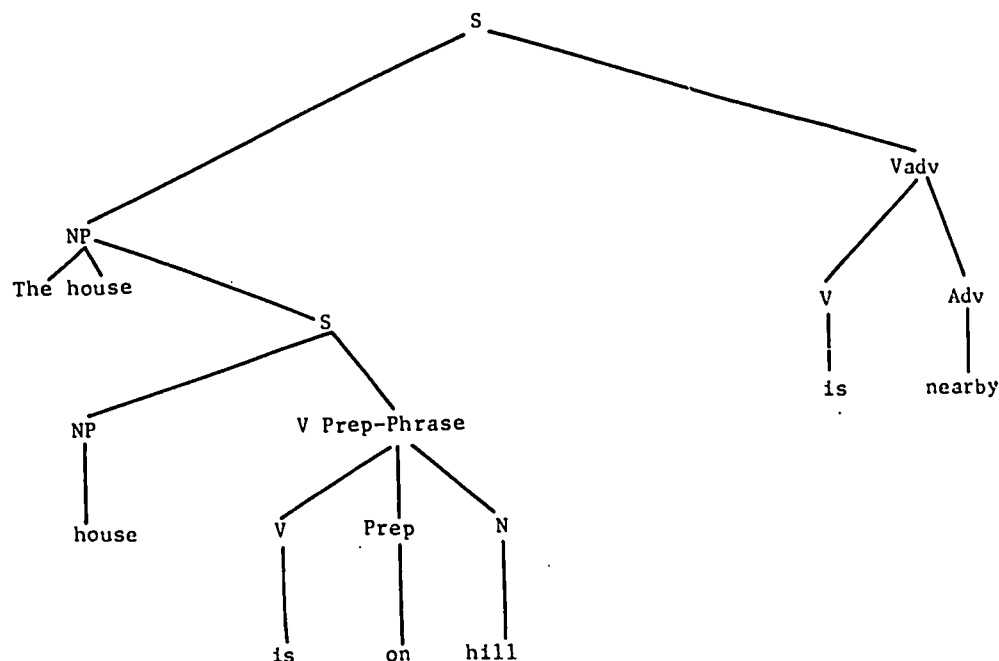 S
Vadv
NP
The house
V Adv
S
is nearby
NP V Prep-Phrase
V Prep N
house
is on hill